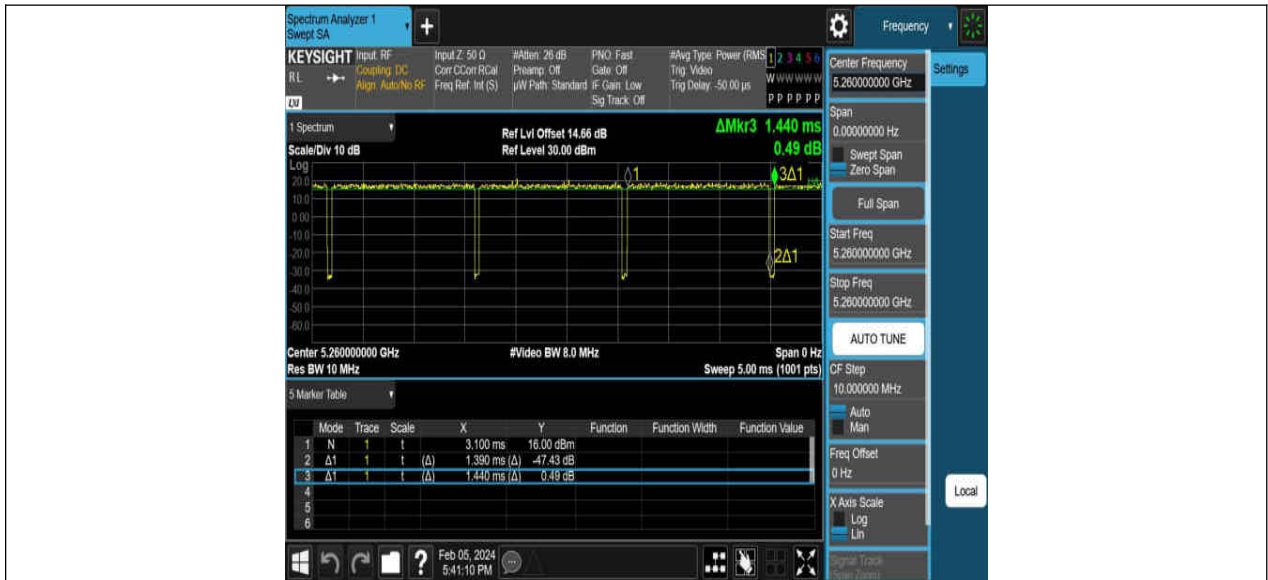 Spectrum Analyzer 1
Swept SA
+
Frequency
KEYSIGHT Input: RF Input Z: 50 Ω #Atten: 26 dB PNO: Fast #Avg Type: Power (RMS 1 2 3 4 5 6
RL Coupling: DC Corr CCorr RCal Preamp: Off Gate: Off Trig: Video
Align: Auto/No RF Freq Ref: Int (S) µW Path: Standard IF Gain: Low Trig Delay: -50.00 µs W W W W W W
Sig Track: Off P P P P P P
1 Spectrum
Ref Lvl Offset 14.66 dB
ΔMkr3 1.440 ms
Scale/Div 10 dB Ref Level 30.00 dBm 0.49 dB
Log
1
3Δ1
20.0
10.0
0.00
-10.0
-20.0
2Δ1
-30.0
-40.0
-50.0
-60.0
Center 5.260000000 GHz #Video BW 8.0 MHz Span 0 Hz
Res BW 10 MHz Sweep 5.00 ms (1001 pts)
5 Marker Table
Mode Trace Scale X Y Function Function Width Function Value
1 N 1 t 3.100 ms 16.00 dBm
2 Δ1 1 t (Δ) 1.390 ms (Δ) -47.43 dB
3 Δ1 1 t (Δ) 1.440 ms (Δ) 0.49 dB
4
5
6
Feb 05, 2024
5:41:10 PM
Center Frequency
5.260000000 GHz
Settings
Span
0.00000000 Hz
Swept Span
Zero Span
Full Span
Start Freq
5.260000000 GHz
Stop Freq
5.260000000 GHz
AUTO TUNE
CF Step
10.000000 MHz
Auto
Man
Freq Offset
0 Hz
X Axis Scale
Log
Lin
Signal Track
(Span Zoom)
Local